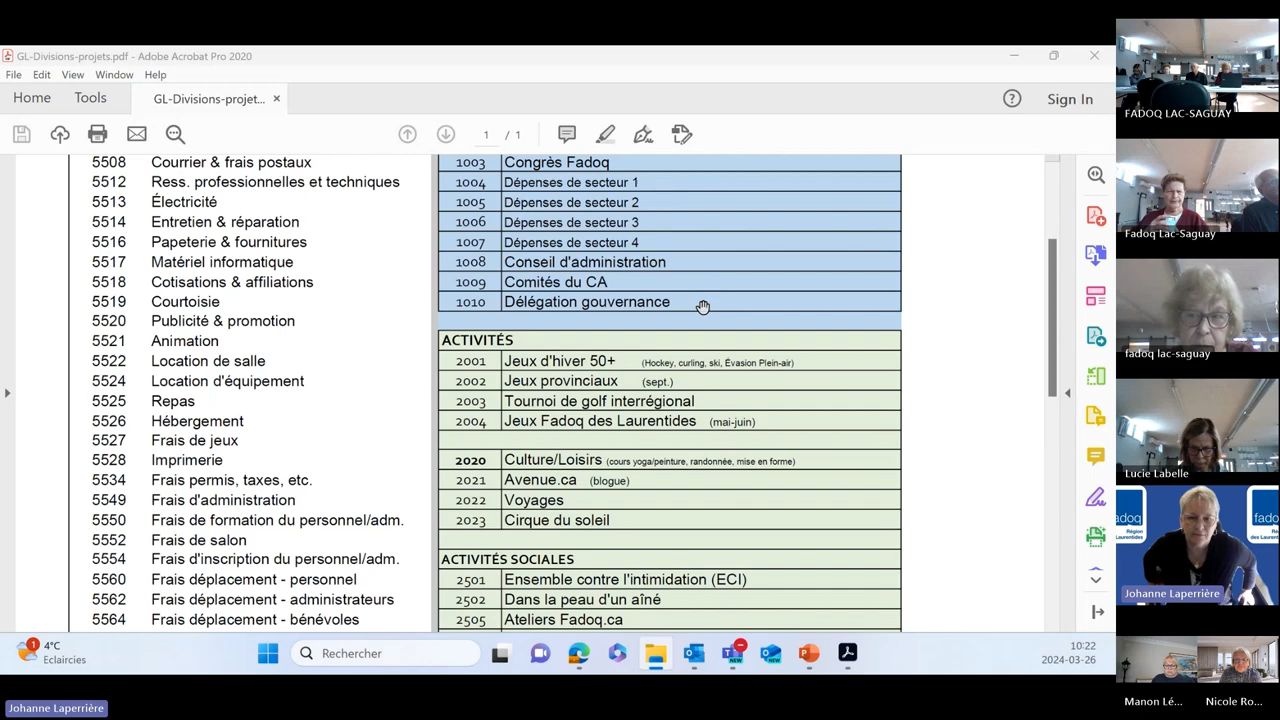 GL-Divisions-projets.pdf - Adobe Acrobat Pro 2020
File Edit View Window Help
Home Tools GL-Divisions-projet... × Sign In
1 / 1
5508 Courrier & frais postaux
5512 Ress. professionnelles et techniques
5513 Électricité
5514 Entretien & réparation
5516 Papeterie & fournitures
5517 Matériel informatique
5518 Cotisations & affiliations
5519 Courtoisie
5520 Publicité & promotion
5521 Animation
5522 Location de salle
5524 Location d'équipement
5525 Repas
5526 Hébergement
5527 Frais de jeux
5528 Imprimerie
5534 Frais permis, taxes, etc.
5549 Frais d'administration
5550 Frais de formation du personnel/adm.
5552 Frais de salon
5554 Frais d'inscription du personnel/adm.
5560 Frais déplacement - personnel
5562 Frais déplacement - administrateurs
5564 Frais déplacement - bénévoles
1003 Congrès Fadoq
1004 Dépenses de secteur 1
1005 Dépenses de secteur 2
1006 Dépenses de secteur 3
1007 Dépenses de secteur 4
1008 Conseil d'administration
1009 Comités du CA
1010 Délégation gouvernance
ACTIVITÉS
2001 Jeux d'hiver 50+ (Hockey, curling, ski, Évasion Plein-air)
2002 Jeux provinciaux (sept.)
2003 Tournoi de golf interrégional
2004 Jeux Fadoq des Laurentides (mai-juin)
2020 Culture/Loisirs (cours yoga/peinture, randonnée, mise en forme)
2021 Avenue.ca (blogue)
2022 Voyages
2023 Cirque du soleil
ACTIVITÉS SOCIALES
2501 Ensemble contre l'intimidation (ECI)
2502 Dans la peau d'un aîné
2505 Ateliers Fadoq.ca
FADOQ LAC-SAGUAY
Fadoq Lac-Saguay
fadoq lac-saguay
Lucie Labelle
fadoq
Région
Laurentides
Johanne Laperrière
Manon Lé...
Nicole Ro...
1
4°C
Eclaircies
Rechercher
NEW
NEW
10:22
2024-03-26
Johanne Laperrière